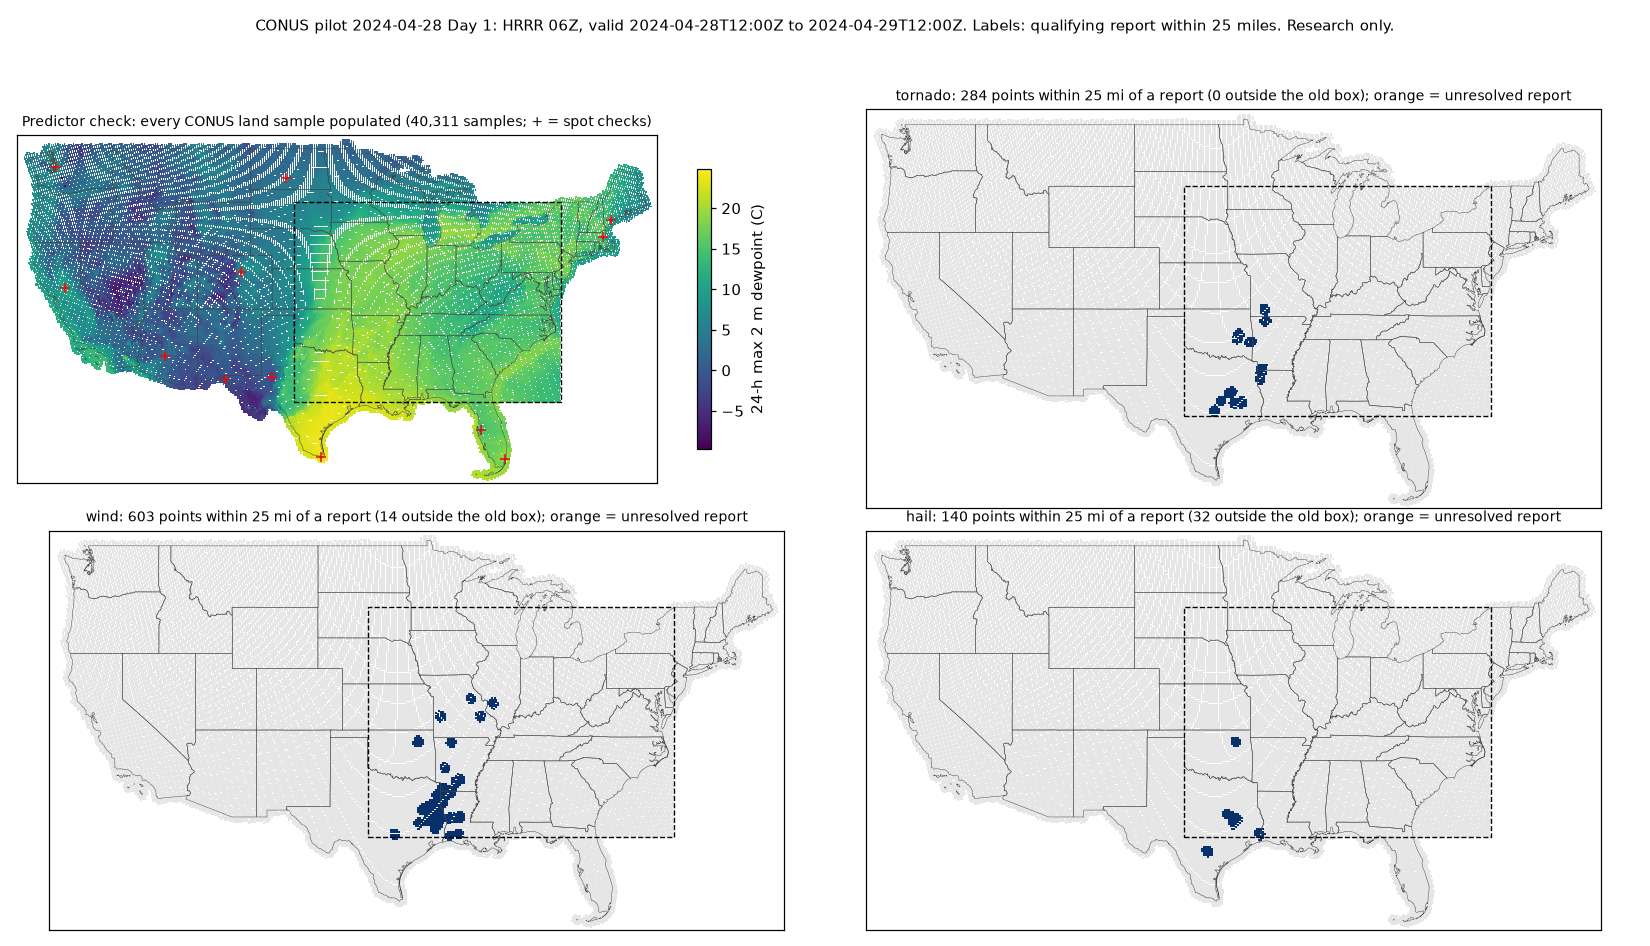 CONUS pilot 2024-04-28 Day 1: HRRR 06Z, valid 2024-04-28T12:00Z to 2024-04-29T12:00Z. Labels: qualifying report within 25 miles. Research only.
Predictor check: every CONUS land sample populated (40,311 samples; + = spot checks)
20
15
10
5
0
−5
24-h max 2 m dewpoint (C)
tornado: 284 points within 25 mi of a report (0 outside the old box); orange = unresolved report
wind: 603 points within 25 mi of a report (14 outside the old box); orange = unresolved report
hail: 140 points within 25 mi of a report (32 outside the old box); orange = unresolved report